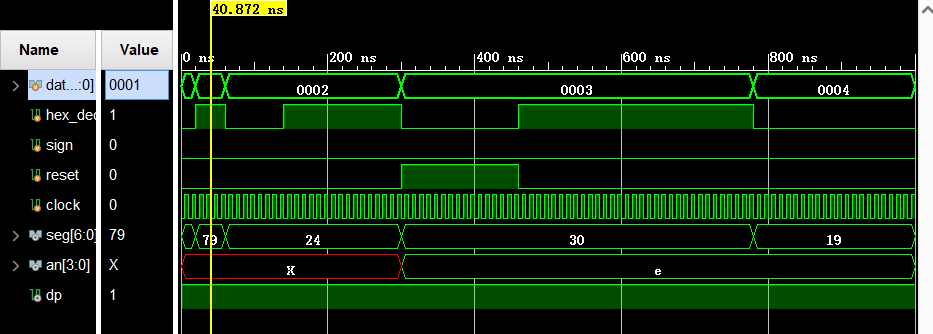 40.872 ns
Name Value
0 ns 200 ns 400 ns 600 ns 800 ns
dat...:0] 0001 0002 0003 0004
hex_dec 1
sign 0
reset 0
clock 0
seg[6:0] 79 79 24 30 19
an[3:0] X X e
dp 1